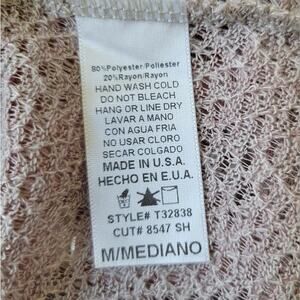 80%Polyester/Poliester
20%Rayon/Rayon
HAND WASH COLD
DO NOT BLEACH
HANG OR LINE DRY
LAVAR A MANO
CON AGUA FRIA
NO USAR CLORO
SECAR COLGADO
MADE IN U.S.A.
HECHO EN E.U.A.
STYLE# T32838
CUT# 8547 SH
M/MEDIANO